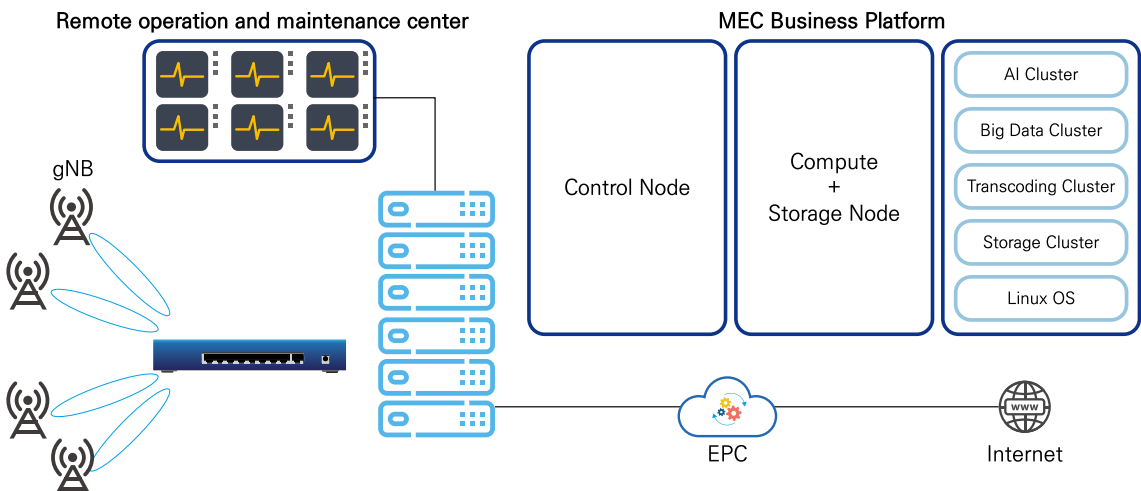 Remote operation and maintenance center
MEC Business Platform
gNB
Control Node
Compute
+
Storage Node
AI Cluster
Big Data Cluster
Transcoding Cluster
Storage Cluster
Linux OS
EPC
WWW
Internet